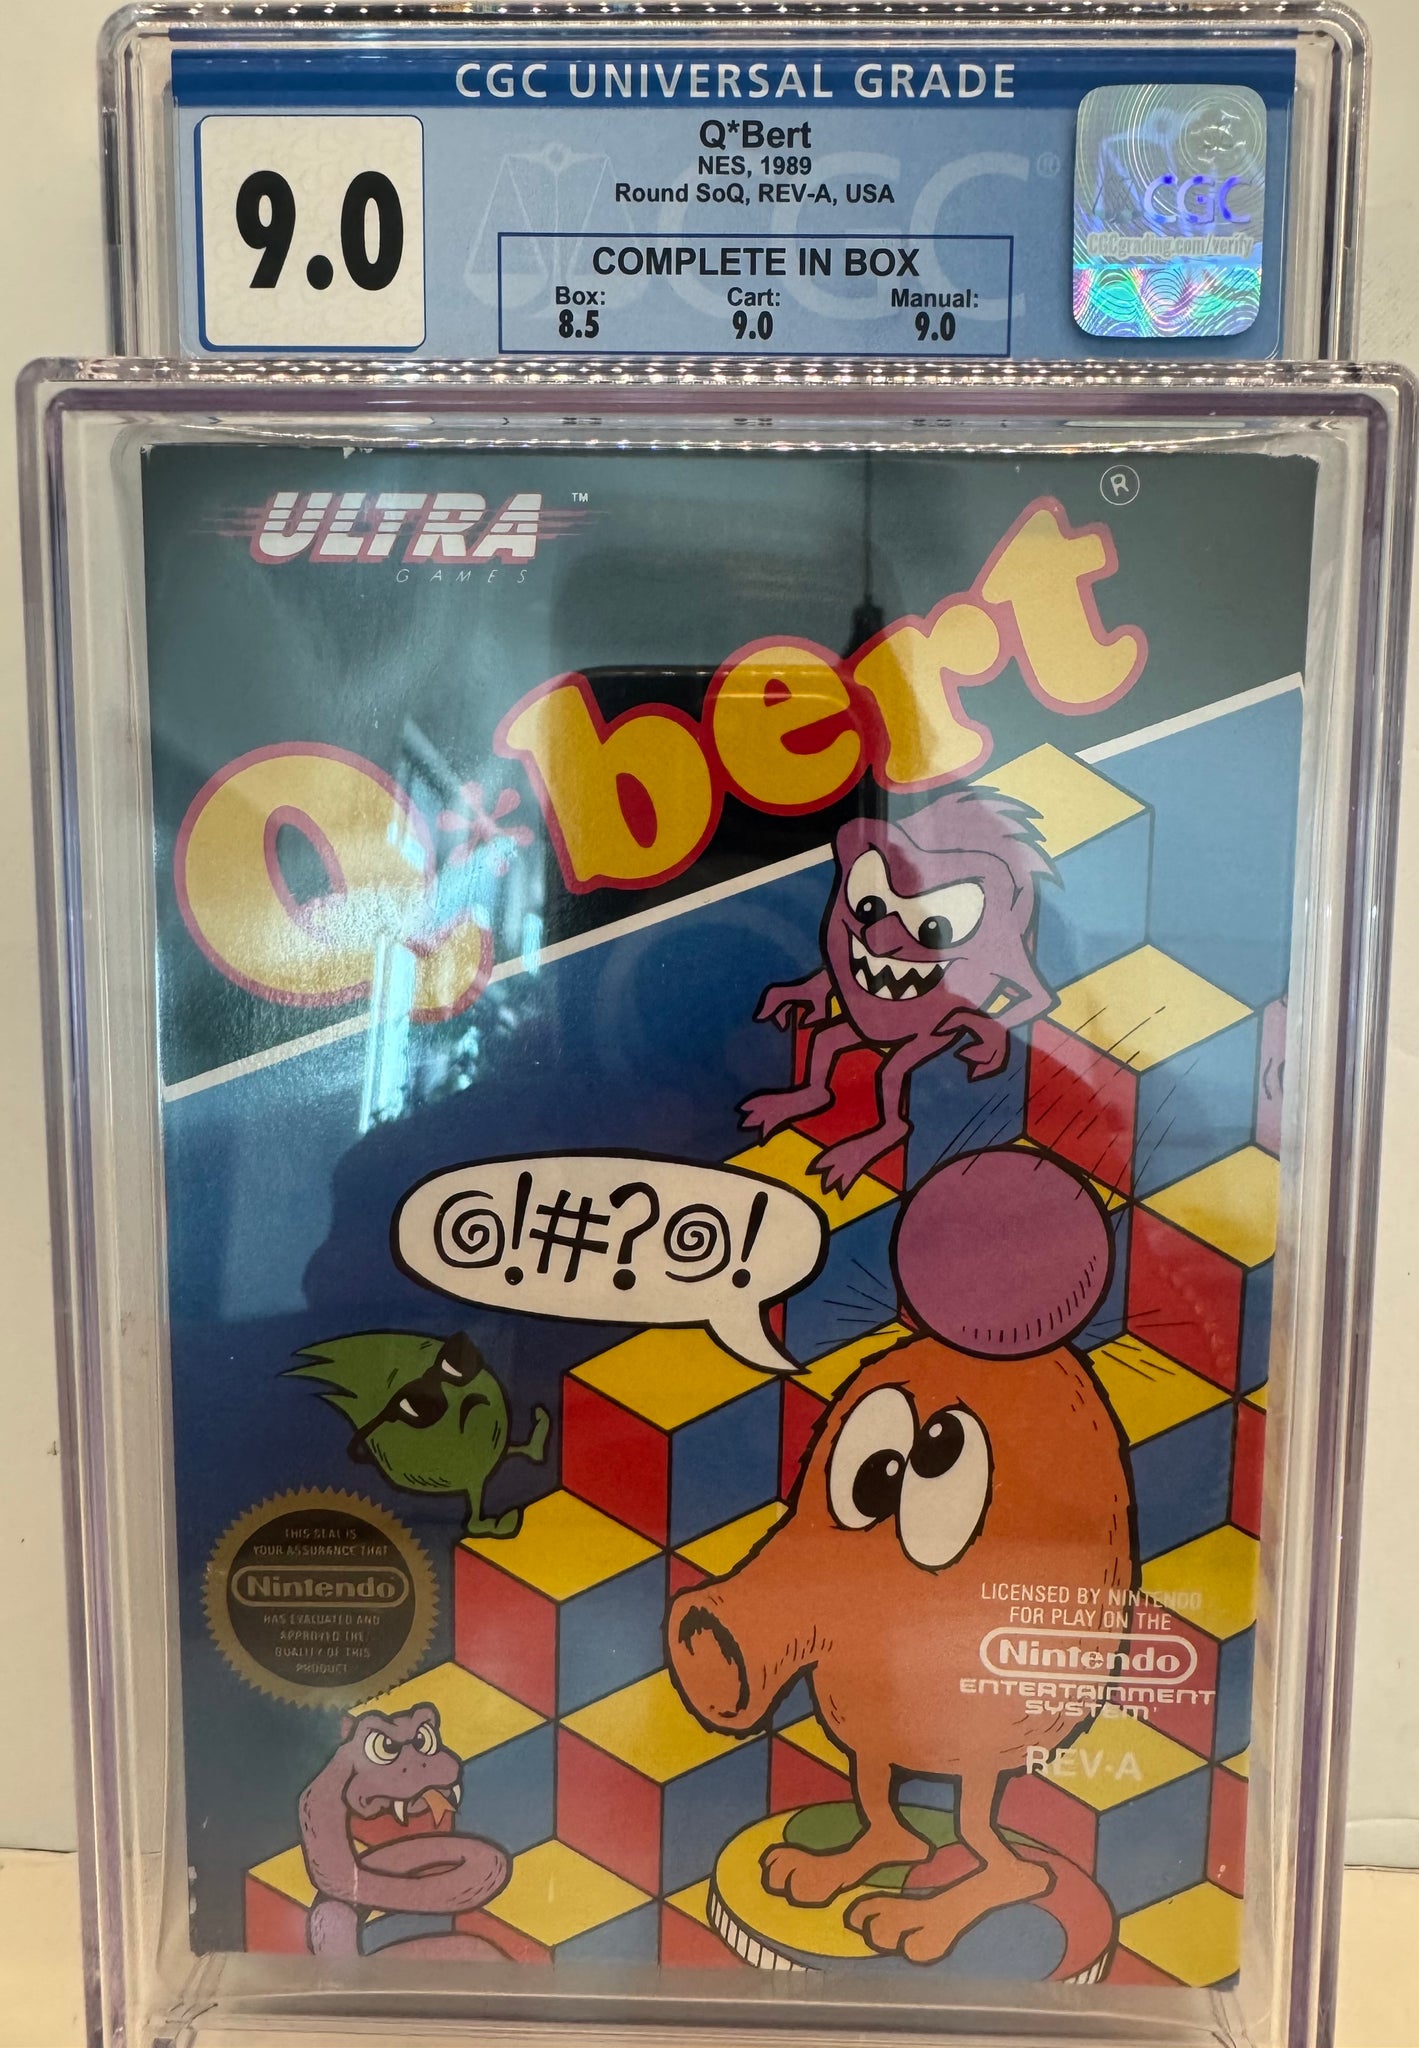 CGC UNIVERSAL GRADE
9.0
Q*Bert
NES, 1989
Round SoQ, REV-A, USA
COMPLETE IN BOX
Box: Cart: Manual:
8.5 9.0 9.0
CGC
CGCgrading.com/verify
CGC®
ULTRA™
GAMES
®
Q*bert
@!#?@!
THIS SEAL IS
YOUR ASSURANCE THAT
Nintendo
HAS EVALUATED AND
APPROVED THE
QUALITY OF THIS
PRODUCT
LICENSED BY NINTENDO
FOR PLAY ON THE
Nintendo®
ENTERTAINMENT
SYSTEM
REV-A